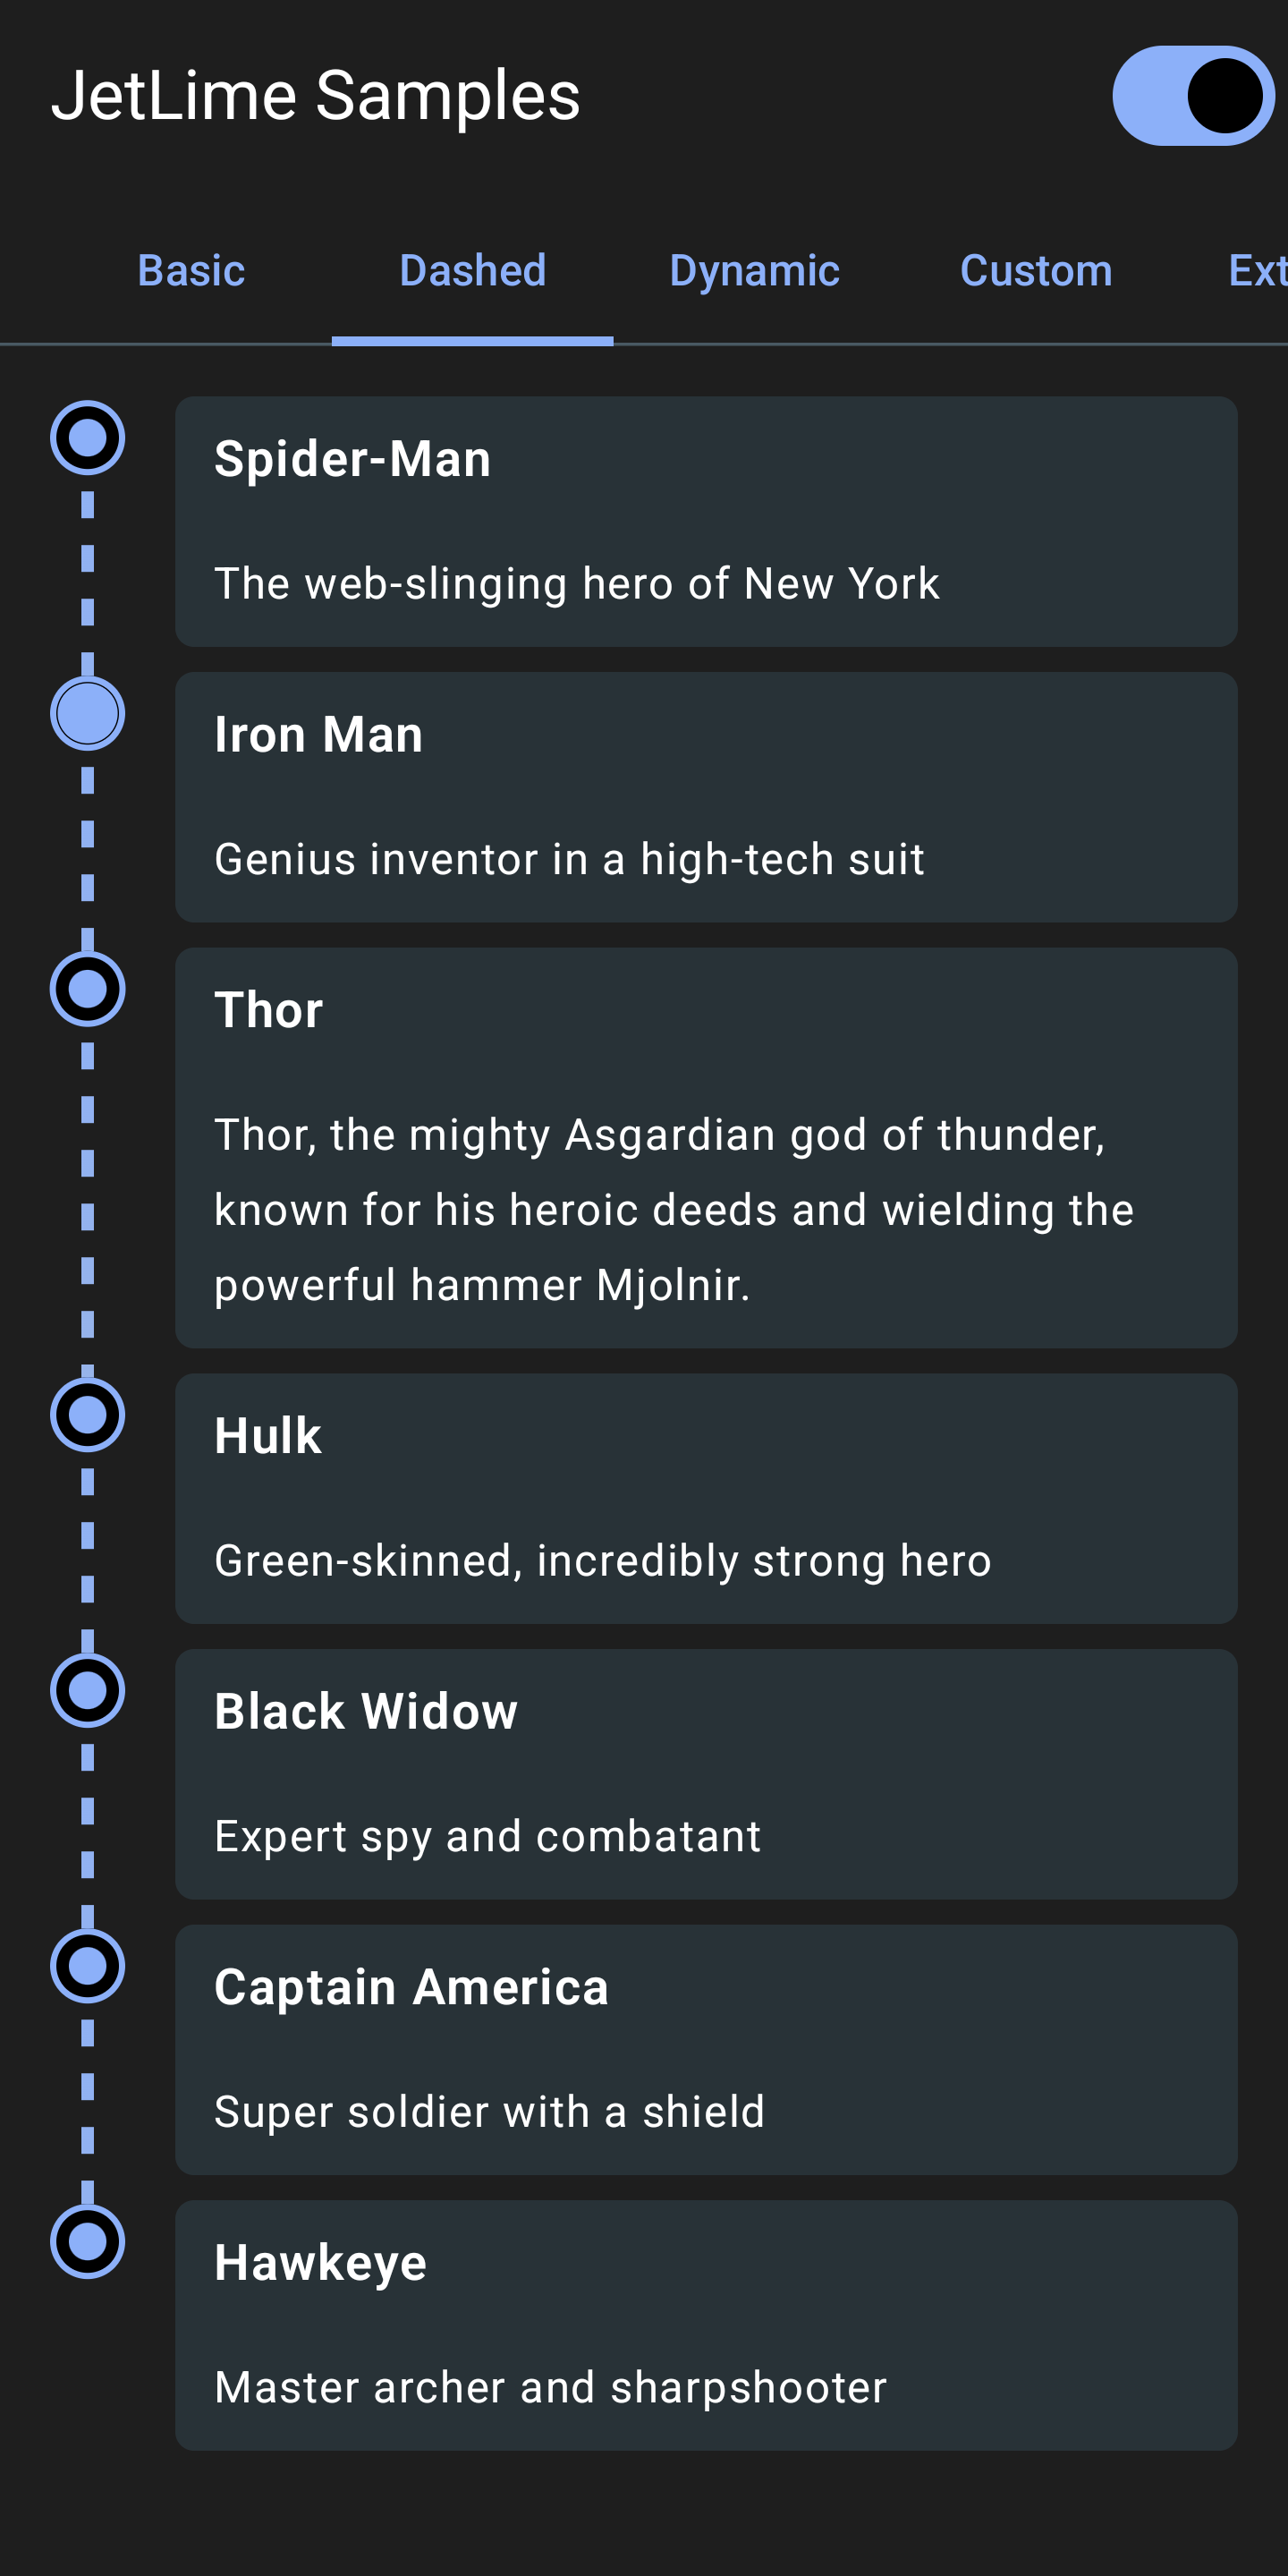 JetLime Samples
Basic Dashed Dynamic Custom Ext
Spider-Man
The web-slinging hero of New York
Iron Man
Genius inventor in a high-tech suit
Thor
Thor, the mighty Asgardian god of thunder,
known for his heroic deeds and wielding the
powerful hammer Mjolnir.
Hulk
Green-skinned, incredibly strong hero
Black Widow
Expert spy and combatant
Captain America
Super soldier with a shield
Hawkeye
Master archer and sharpshooter